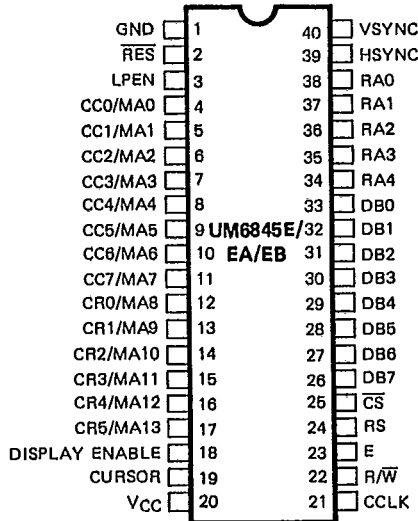 GND 1 40 VSYNC
R̅E̅S̅ 2 39 HSYNC
LPEN 3 38 RA0
CC0/MA0 4 37 RA1
CC1/MA1 5 36 RA2
CC2/MA2 6 35 RA3
CC3/MA3 7 34 RA4
CC4/MA4 8 33 DB0
CC5/MA5 9 UM6845E/ 32 DB1
CC6/MA6 10 EA/EB 31 DB2
CC7/MA7 11 30 DB3
CR0/MA8 12 29 DB4
CR1/MA9 13 28 DB5
CR2/MA10 14 27 DB6
CR3/MA11 15 26 DB7
CR4/MA12 16 25 C̅S̅
CR5/MA13 17 24 RS
DISPLAY ENABLE 18 23 E
CURSOR 19 22 R/W̅
VCC 20 21 CCLK